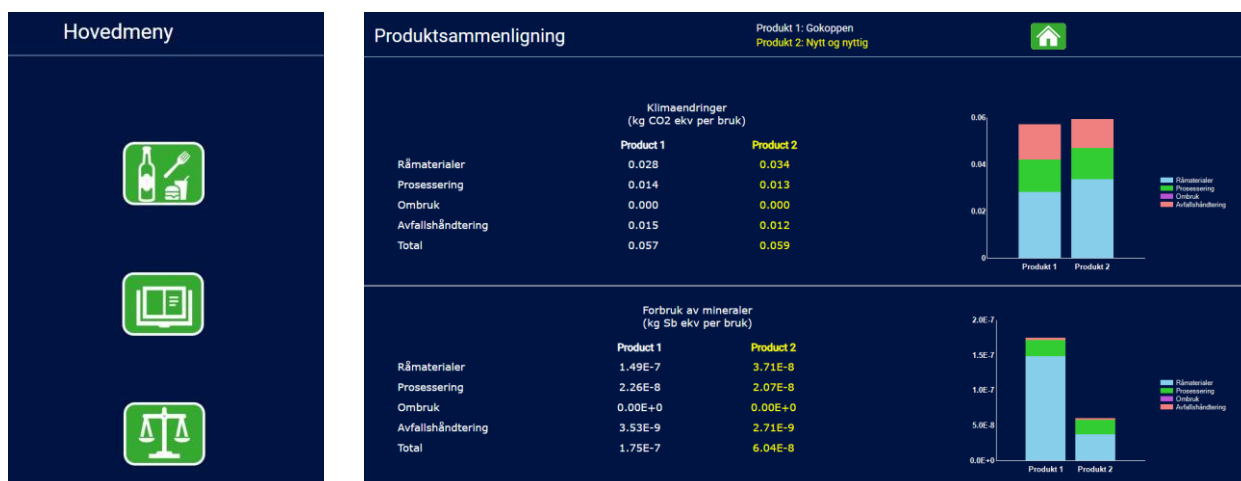 Hovedmeny
Produktsammenligning
Produkt 1: Gokoppen
Produkt 2: Nytt og nyttig
Klimaendringer
(kg CO2 ekv per bruk)
Product 1 Product 2
Råmaterialer 0.028 0.034
Prosessering 0.014 0.013
Ombruk 0.000 0.000
Avfallshåndtering 0.015 0.012
Total 0.057 0.059
0.06
0.04
0.02
0
Produkt 1 Produkt 2
Råmaterialer
Prosessering
Ombruk
Avfallshåndtering
Forbruk av mineraler
(kg Sb ekv per bruk)
Product 1 Product 2
Råmaterialer 1.49E-7 3.71E-8
Prosessering 2.26E-8 2.07E-8
Ombruk 0.00E+0 0.00E+0
Avfallshåndtering 3.53E-9 2.71E-9
Total 1.75E-7 6.04E-8
2.0E-7
1.5E-7
1.0E-7
5.0E-8
0.0E+0
Produkt 1 Produkt 2
Råmaterialer
Prosessering
Ombruk
Avfallshåndtering